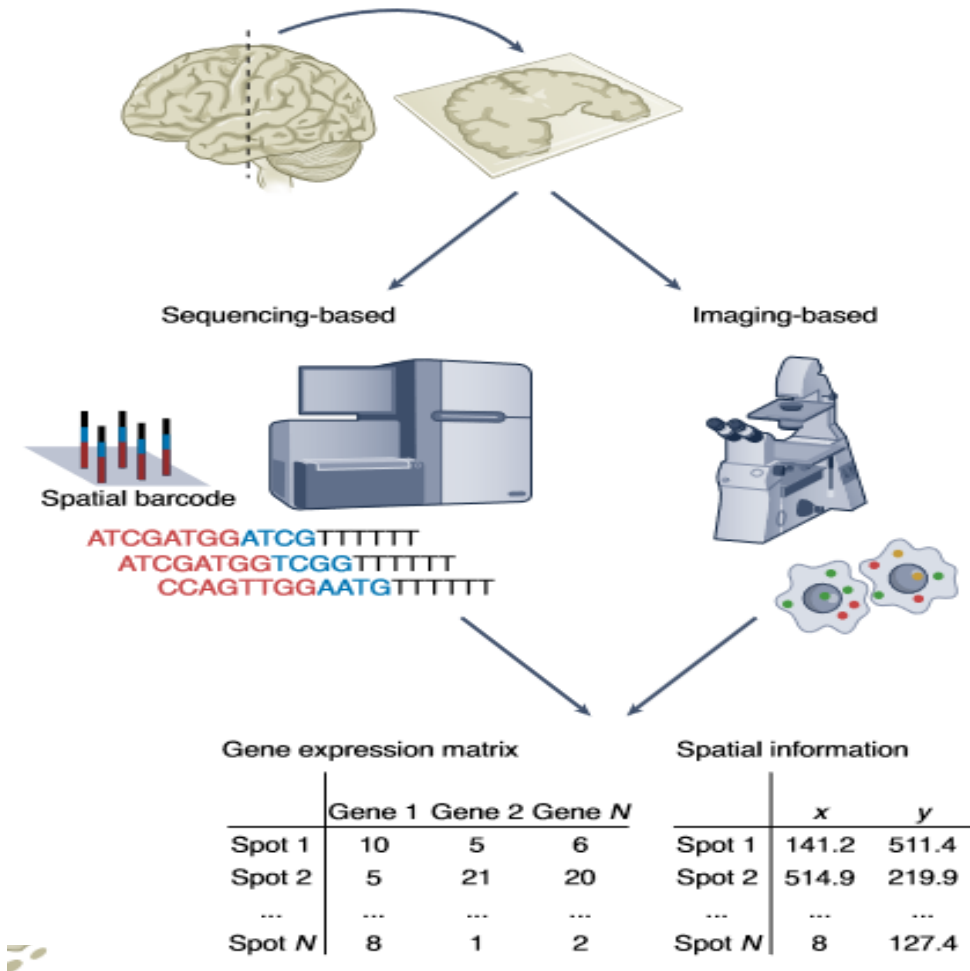 Sequencing-based
Imaging-based
Spatial barcode
ATCGATGGATCGTTTTTT
ATCGATGGTCGGTTTTTT
CCAGTTGGAATGTTTTTT
Gene expression matrix
Gene 1 Gene 2 Gene N
Spot 1 10 5 6
Spot 2 5 21 20
... ... ... ...
Spot N 8 1 2
Spatial information
x y
Spot 1 141.2 511.4
Spot 2 514.9 219.9
... ... ...
Spot N 8 127.4